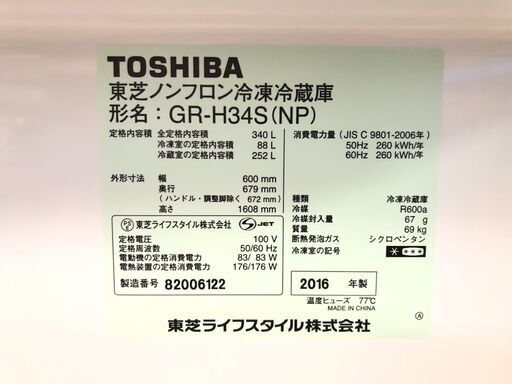 TOSHIBA
東芝ノンフロン冷凍冷蔵庫
形名：GR-H34S(NP)
定格内容積 全定格内容積 340 L
冷凍室の定格内容積 88 L
冷蔵室の定格内容積 252 L
外形寸法 幅 600 mm
奥行 679 mm
(ハンドル・調整脚除く 672 mm)
高さ 1608 mm
消費電力量 (JIS C 9801-2006年)
50Hz 260 kWh/年
60Hz 260 kWh/年
種類 冷凍冷蔵庫
冷媒 R600a
冷媒封入量 67 g
質量 69 kg
断熱発泡ガス シクロペンタン
冷凍室の記号
PS E 東芝ライフスタイル株式会社 JET
定格電圧 100 V
定格周波数 50/60 Hz
電動機の定格消費電力 83/ 83 W
電熱装置の定格消費電力 176/176 W
製造番号 82006122
2016 年製
温度ヒューズ 77℃
MADE IN CHINA
東芝ライフスタイル株式会社
Ⓐ